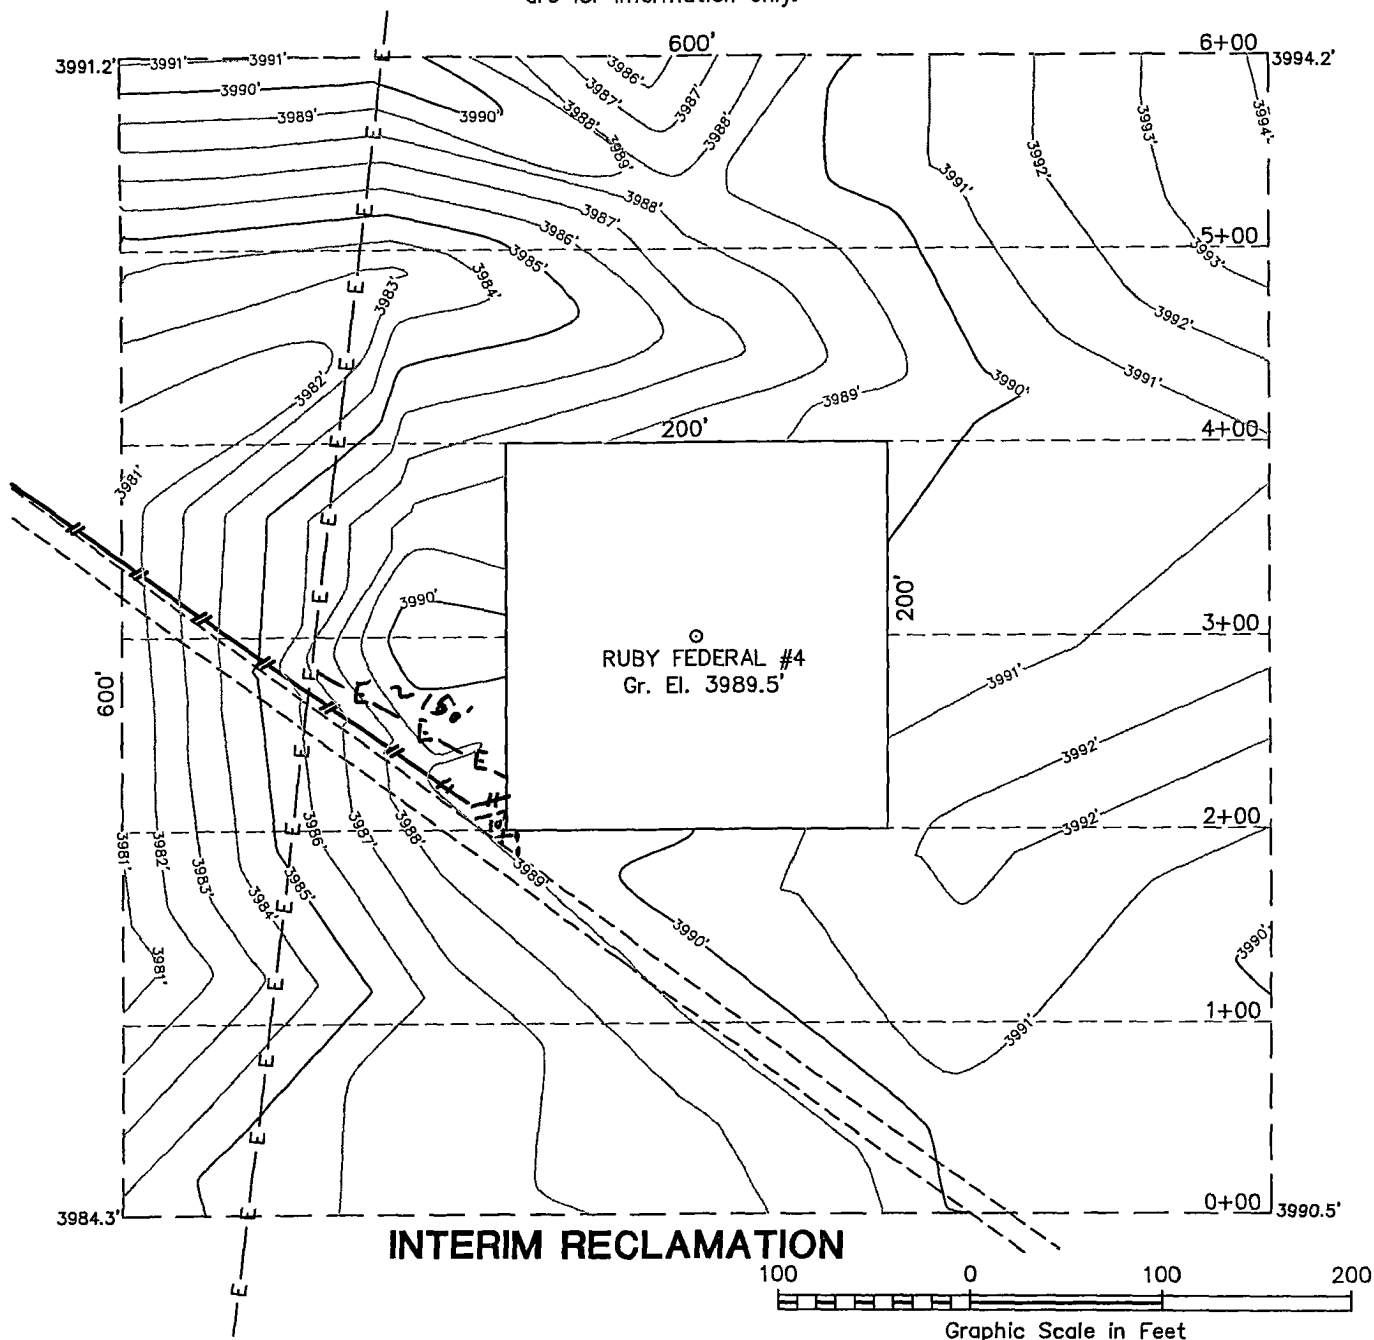 are for information only.
600'
6+00
3991.2'
3991'
3991'
3994.2'
3986'
3990'
3987'
3987'
3994'
3989'
3990'
3988'
3988'
3993'
E
3989'
3992'
3991'
3988'
E
3987'
3986'
5+00
3985'
3993'
3984'
3983'
E
3992'
E
3991'
3990'
3982'
3989'
200'
4+00
E
3981'
E
200'
E
3990'
3+00
RUBY FEDERAL #4
Gr. El. 3989.5'
600'
3991'
E
E ~ 150'
E
E
E
3992'
2+00
3992'
E
3986'
3987'
3988'
3981'
3982'
3983'
3989'
3985'
3984'
E
3990'
3990'
3981'
E
1+00
3991'
E
E
3984.3'
E
0+00
3990.5'
INTERIM RECLAMATION
E
100
0
100
200
Graphic Scale in Feet